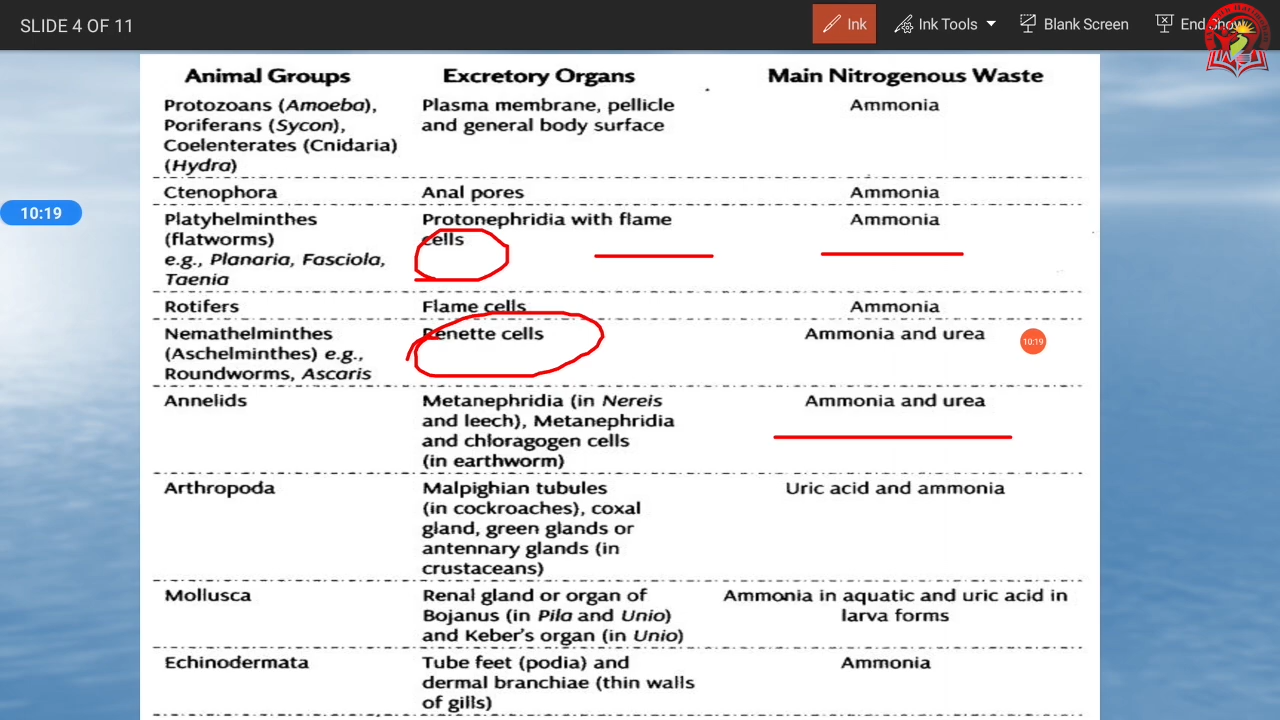 SLIDE 4 OF 11
Ink
Ink Tools
Blank Screen
End Show
Animal Groups Excretory Organs Main Nitrogenous Waste
Protozoans (Amoeba), Plasma membrane, pellicle Ammonia
Poriferans (Sycon), and general body surface
Coelenterates (Cnidaria)
(Hydra)
Ctenophora Anal pores Ammonia
10:19
Platyhelminthes Protonephridia with flame Ammonia
(flatworms) cells
e.g., Planaria, Fasciola,
Taenia
Rotifers Flame cells Ammonia
Nemathelminthes Renette cells Ammonia and urea
10:19
(Aschelminthes) e.g.,
Roundworms, Ascaris
Annelids Metanephridia (in Nereis Ammonia and urea
and leech), Metanephridia
and chloragogen cells
(in earthworm)
Arthropoda Malpighian tubules Uric acid and ammonia
(in cockroaches), coxal
gland, green glands or
antennary glands (in
crustaceans)
Mollusca Renal gland or organ of Ammonia in aquatic and uric acid in
Bojanus (in Pila and Unio) larva forms
and Keber's organ (in Unio)
Echinodermata Tube feet (podia) and Ammonia
dermal branchiae (thin walls
of gills)